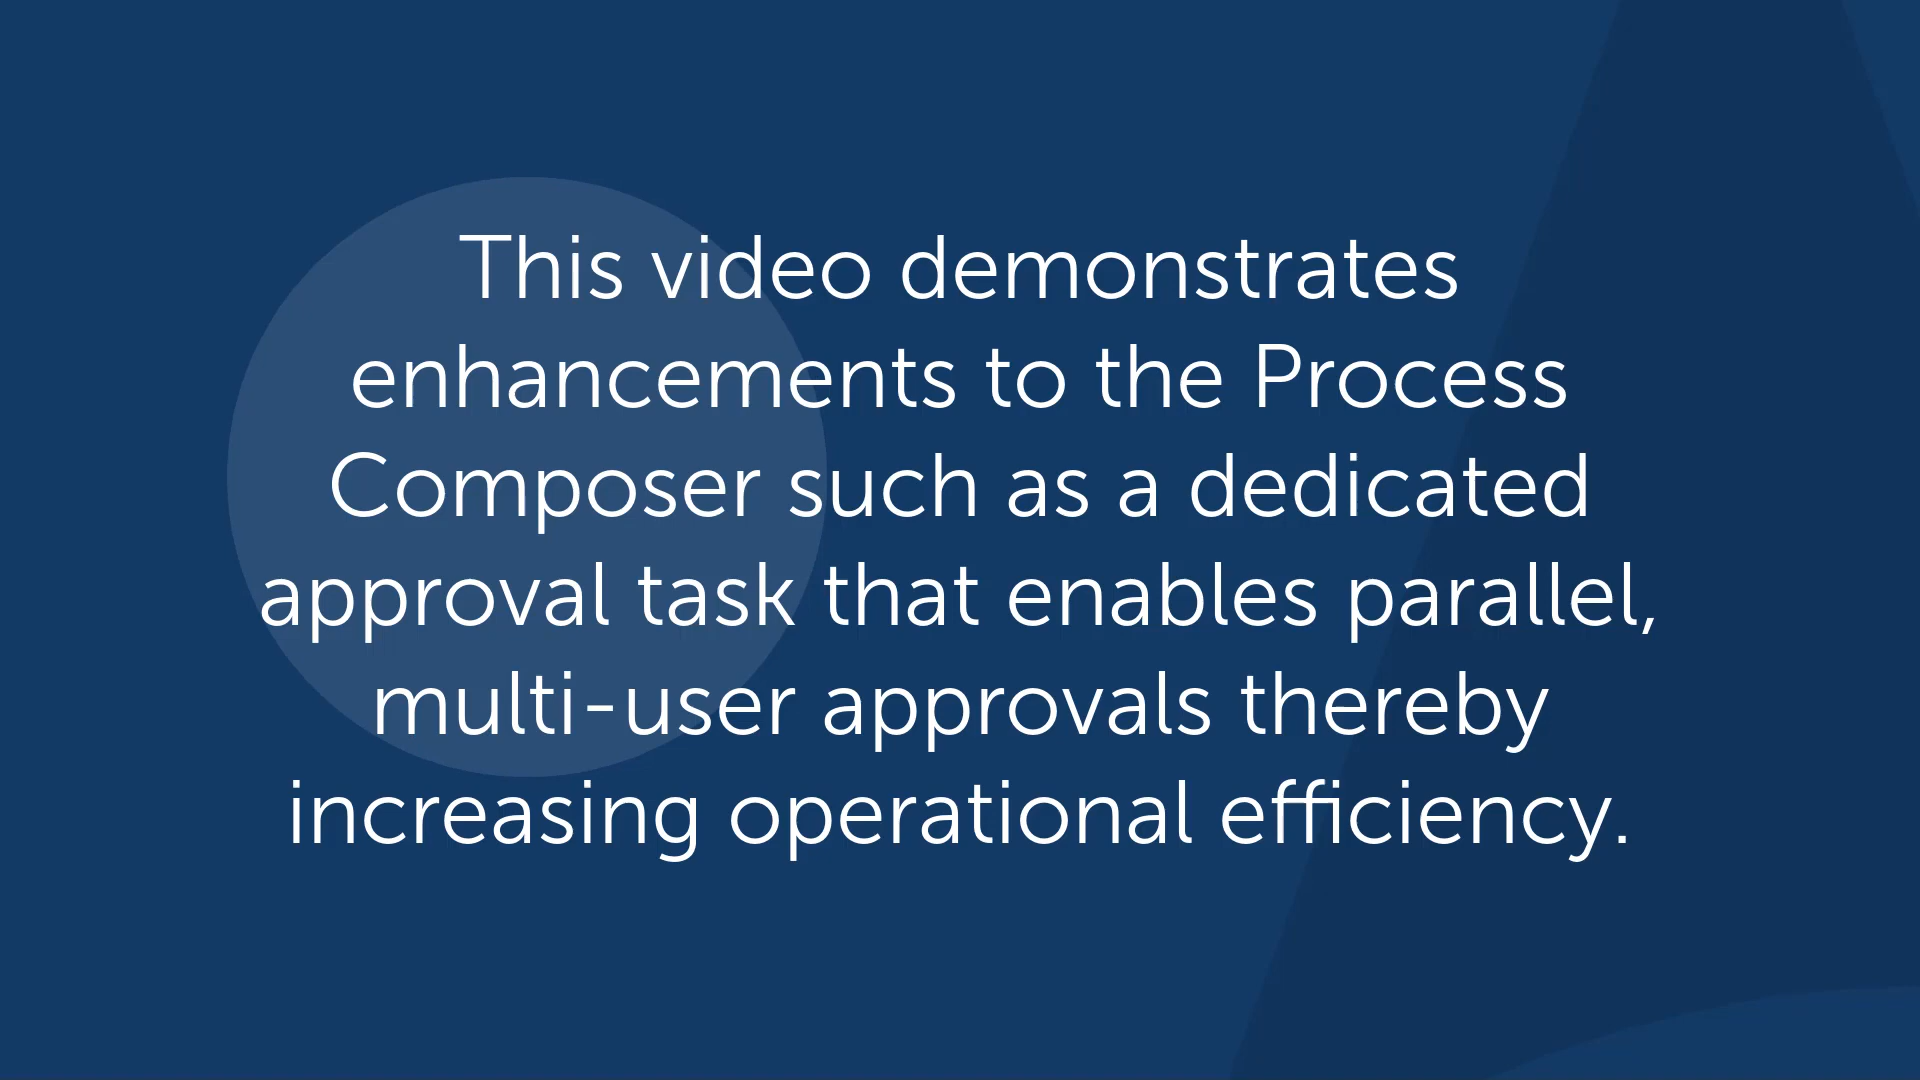 This video demonstrates
enhancements to the Process
Composer such as a dedicated
approval task that enables parallel,
multi-user approvals thereby
increasing operational efficiency.